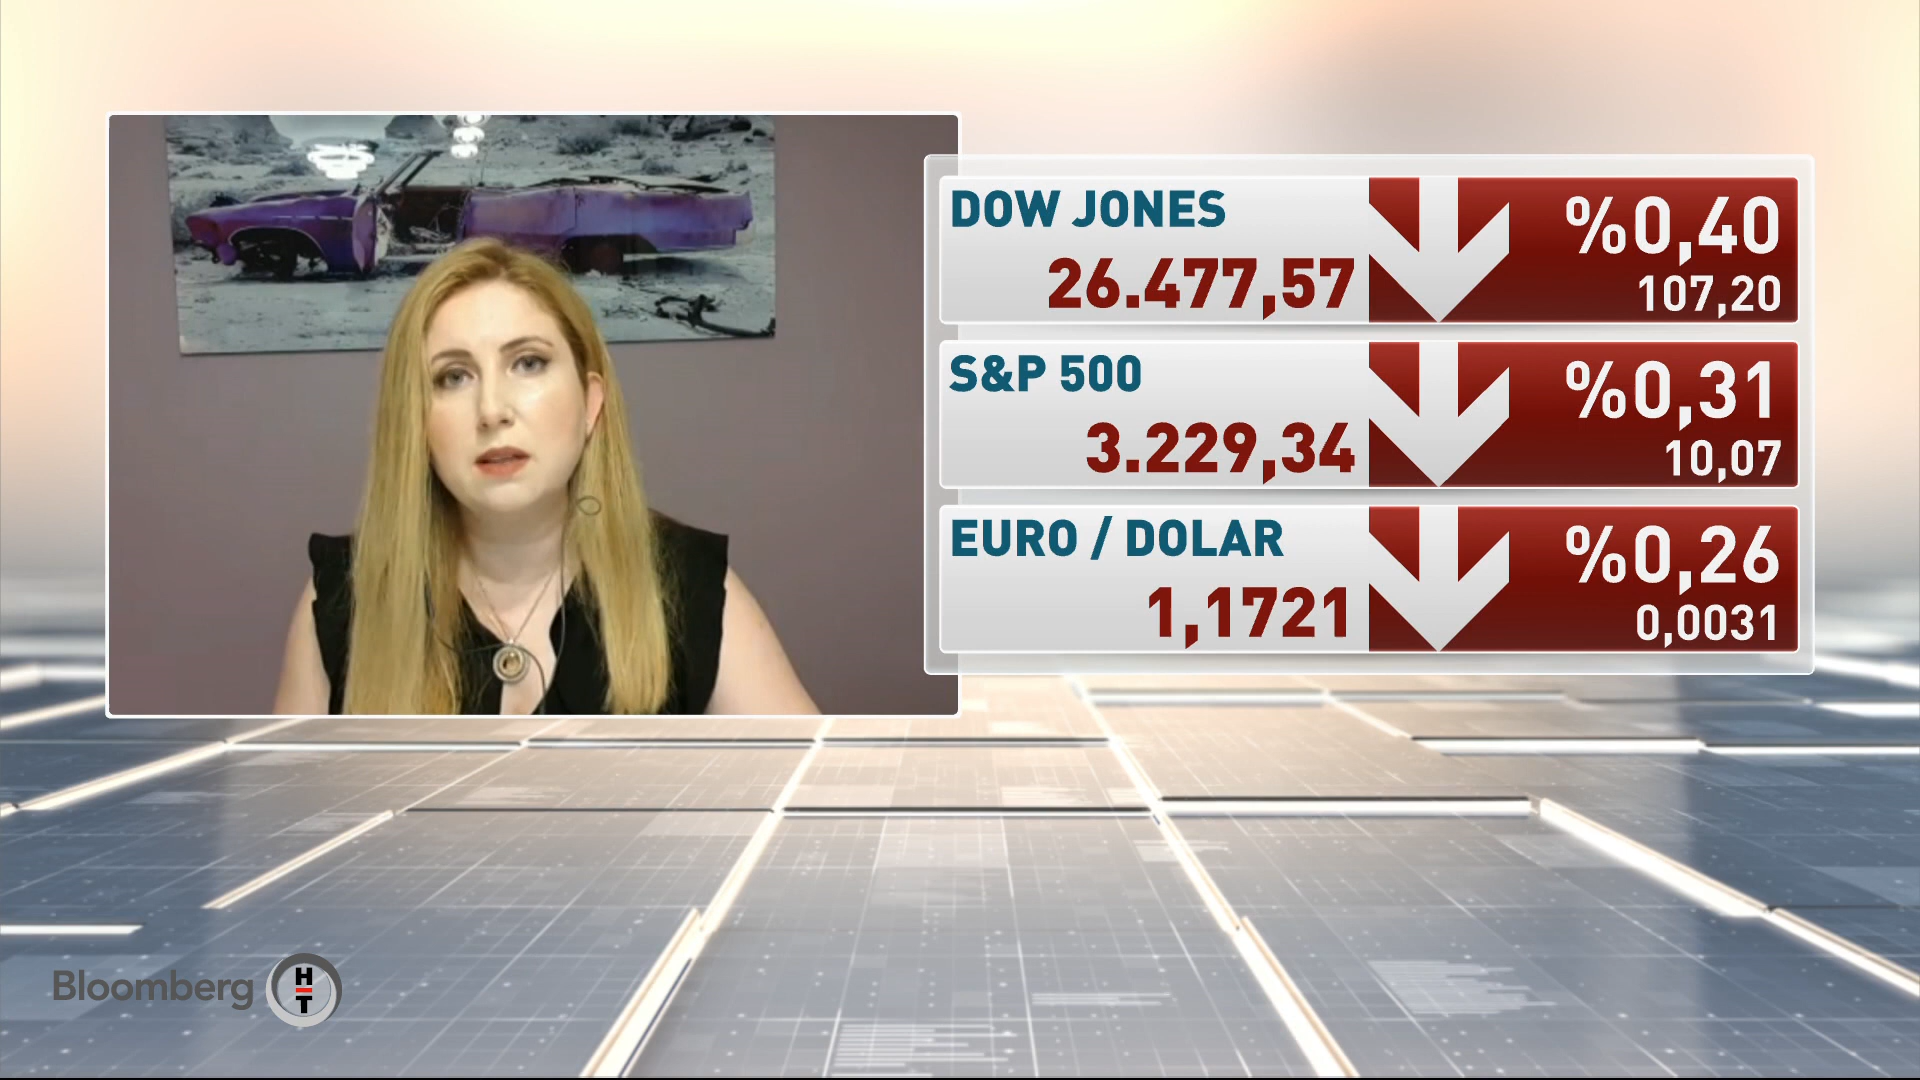 DOW JONES
26.477,57
%0,40
107,20
S&P 500
3.229,34
%0,31
10,07
EURO / DOLAR
1,1721
%0,26
0,0031
Bloomberg HT